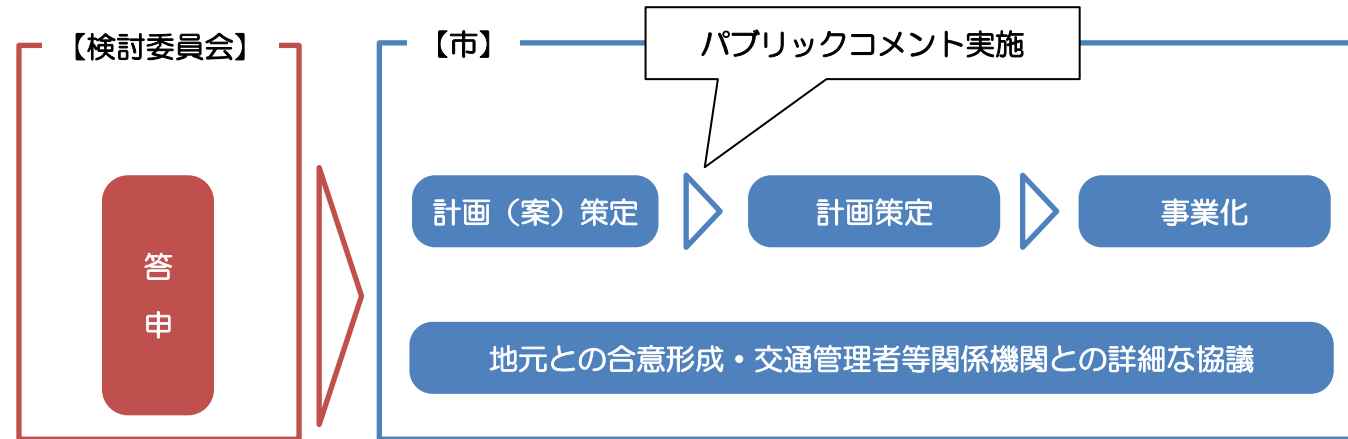 【検討委員会】
答
申
【市】
パブリックコメント実施
計画（案）策定
計画策定
事業化
地元との合意形成・交通管理者等関係機関との詳細な協議